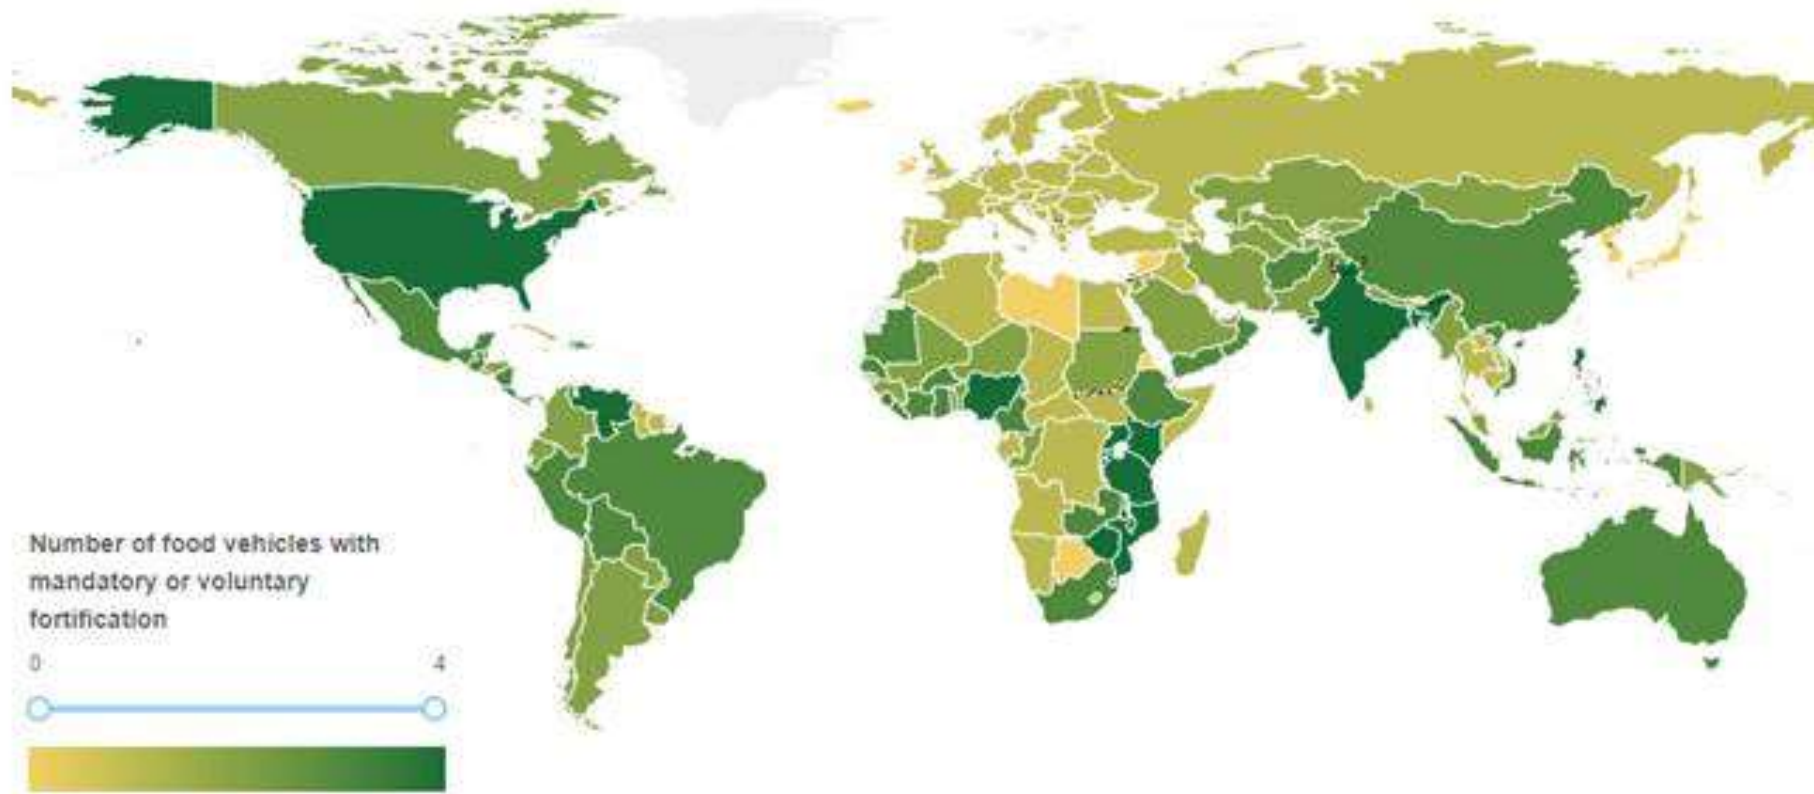 Number of food vehicles with
mandatory or voluntary
fortification
0 4